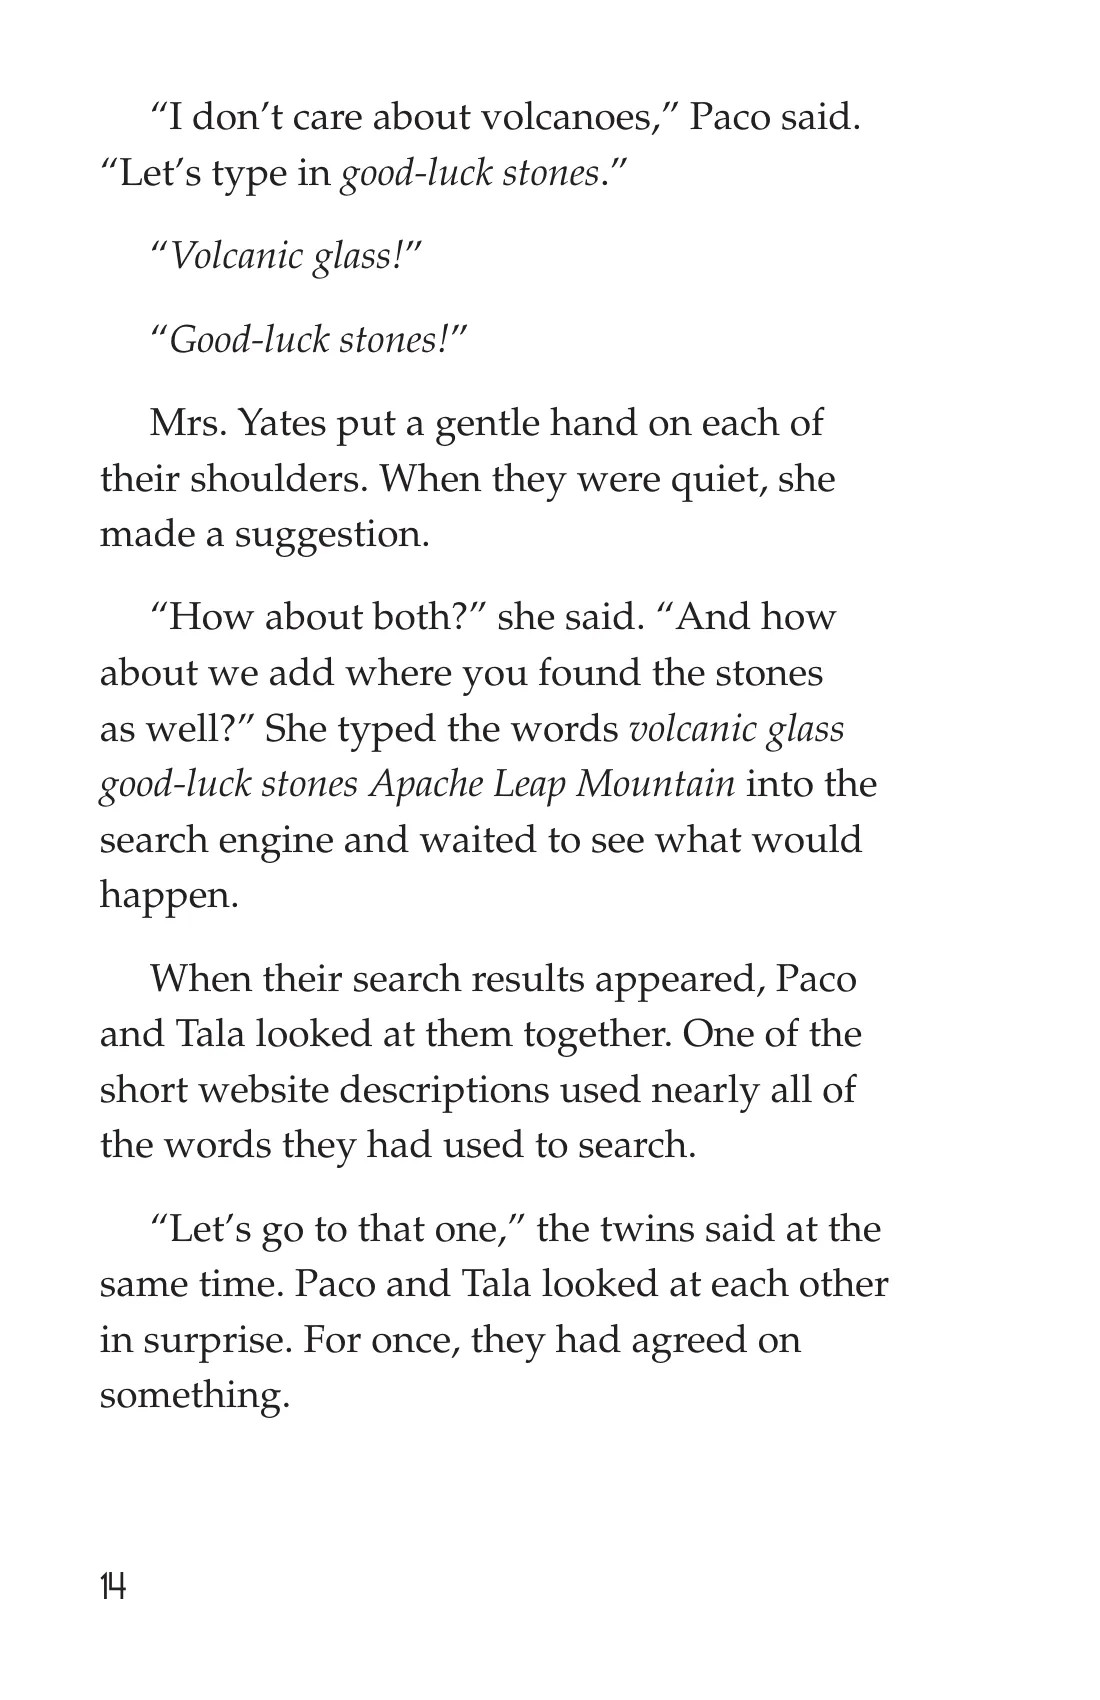 “I don’t care about volcanoes,” Paco said.
“Let’s type in good-luck stones.”
“Volcanic glass!”
“Good-luck stones!”
Mrs. Yates put a gentle hand on each of
their shoulders. When they were quiet, she
made a suggestion.
“How about both?” she said. “And how
about we add where you found the stones
as well?” She typed the words volcanic glass
good-luck stones Apache Leap Mountain into the
search engine and waited to see what would
happen.
When their search results appeared, Paco
and Tala looked at them together. One of the
short website descriptions used nearly all of
the words they had used to search.
“Let’s go to that one,” the twins said at the
same time. Paco and Tala looked at each other
in surprise. For once, they had agreed on
something.
14